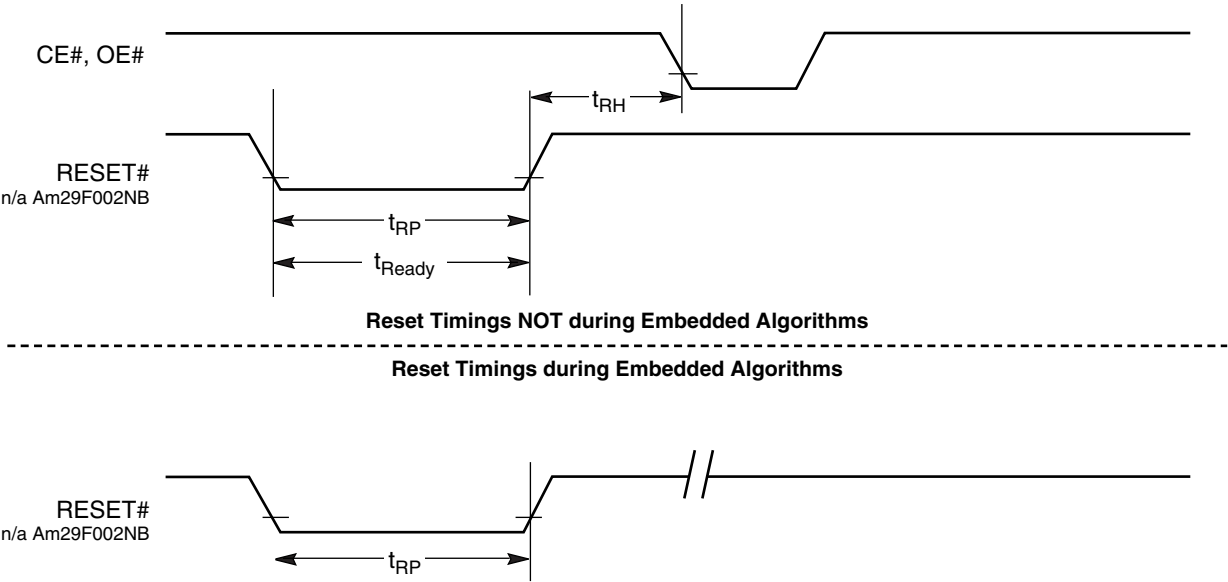 CE#, OE#
tRH
RESET#
n/a Am29F002NB
tRP
tReady
Reset Timings NOT during Embedded Algorithms
Reset Timings during Embedded Algorithms
RESET#
n/a Am29F002NB
tRP